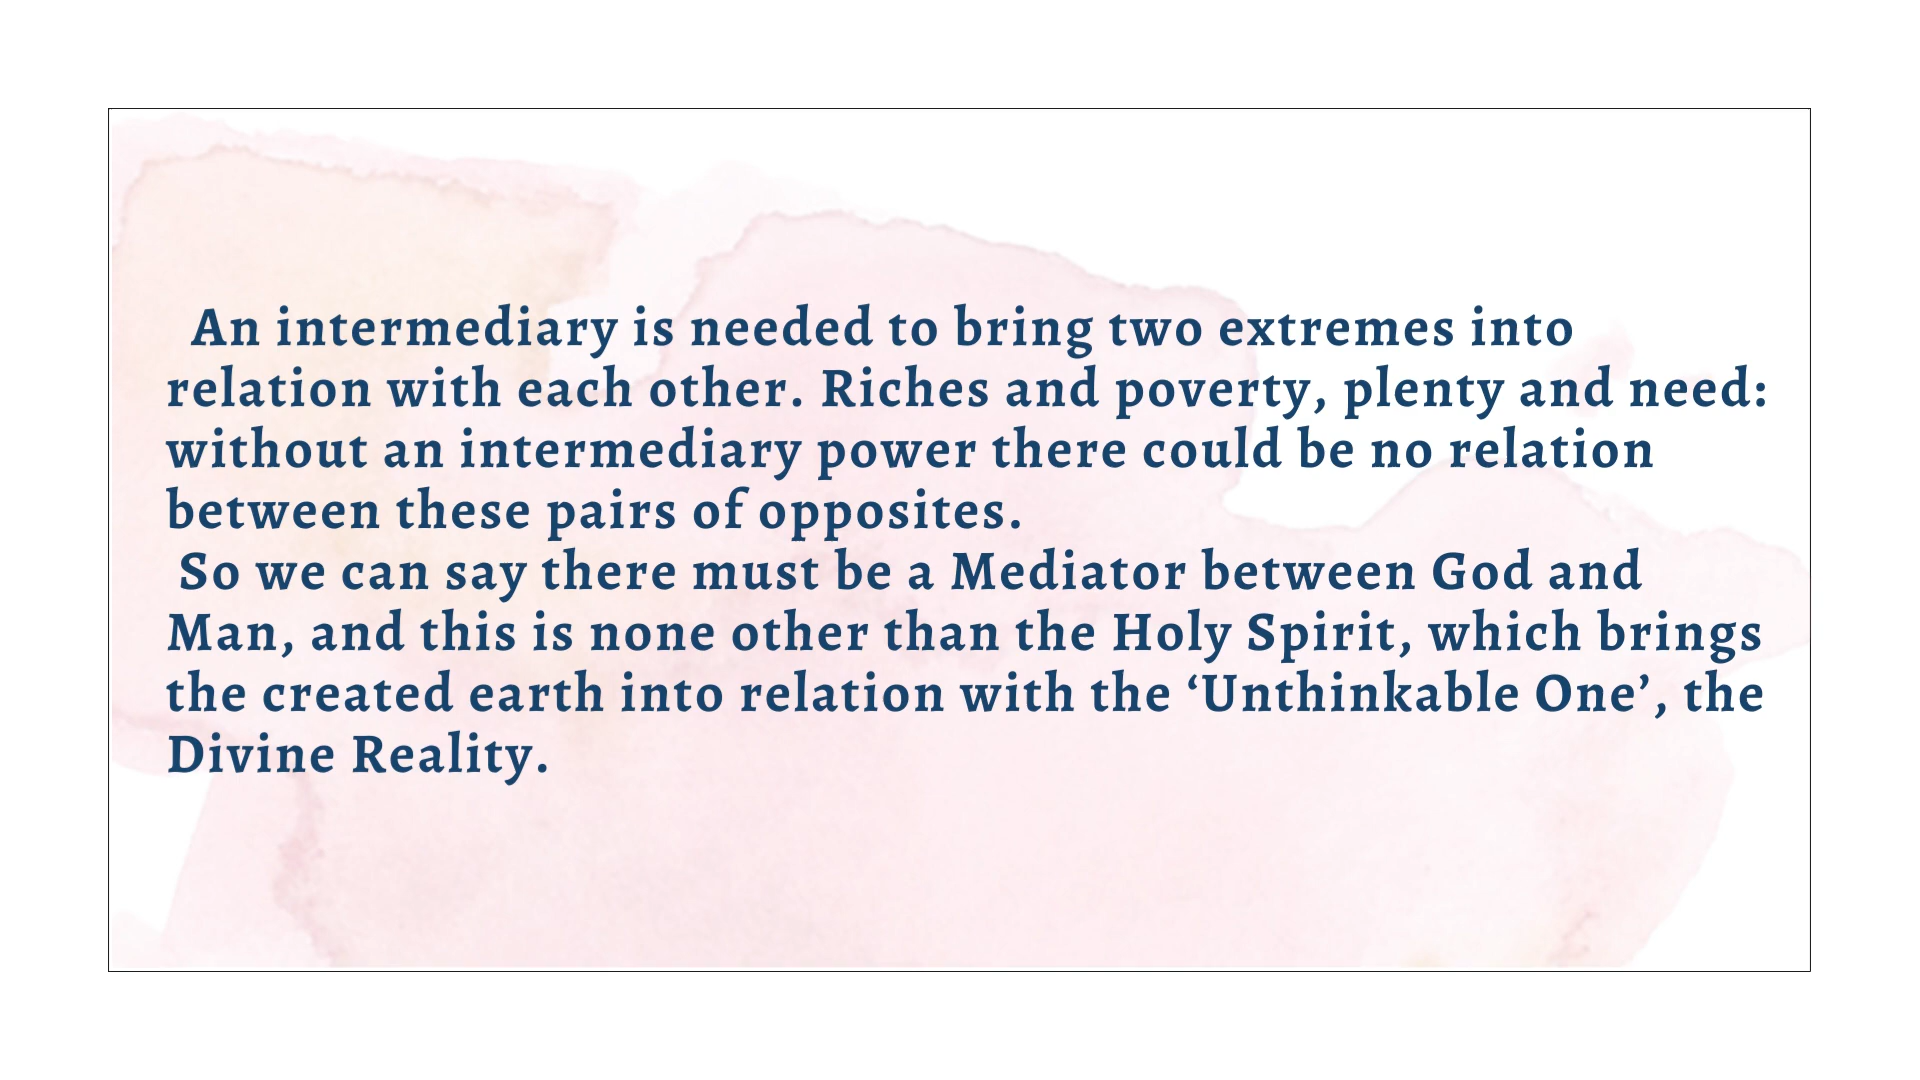 An intermediary is needed to bring two extremes into
relation with each other. Riches and poverty, plenty and need:
without an intermediary power there could be no relation
between these pairs of opposites.
So we can say there must be a Mediator between God and
Man, and this is none other than the Holy Spirit, which brings
the created earth into relation with the ‘Unthinkable One’, the
Divine Reality.